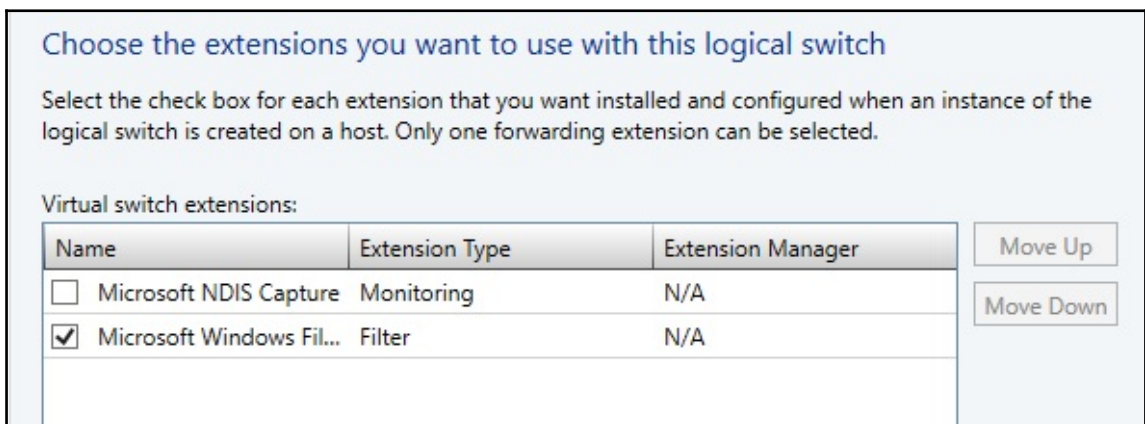 Choose the extensions you want to use with this logical switch
Select the check box for each extension that you want installed and configured when an instance of the
logical switch is created on a host. Only one forwarding extension can be selected.
Virtual switch extensions:
Name Extension Type Extension Manager Move Up
Microsoft NDIS Capture Monitoring N/A
Move Down
Microsoft Windows Fil... Filter N/A